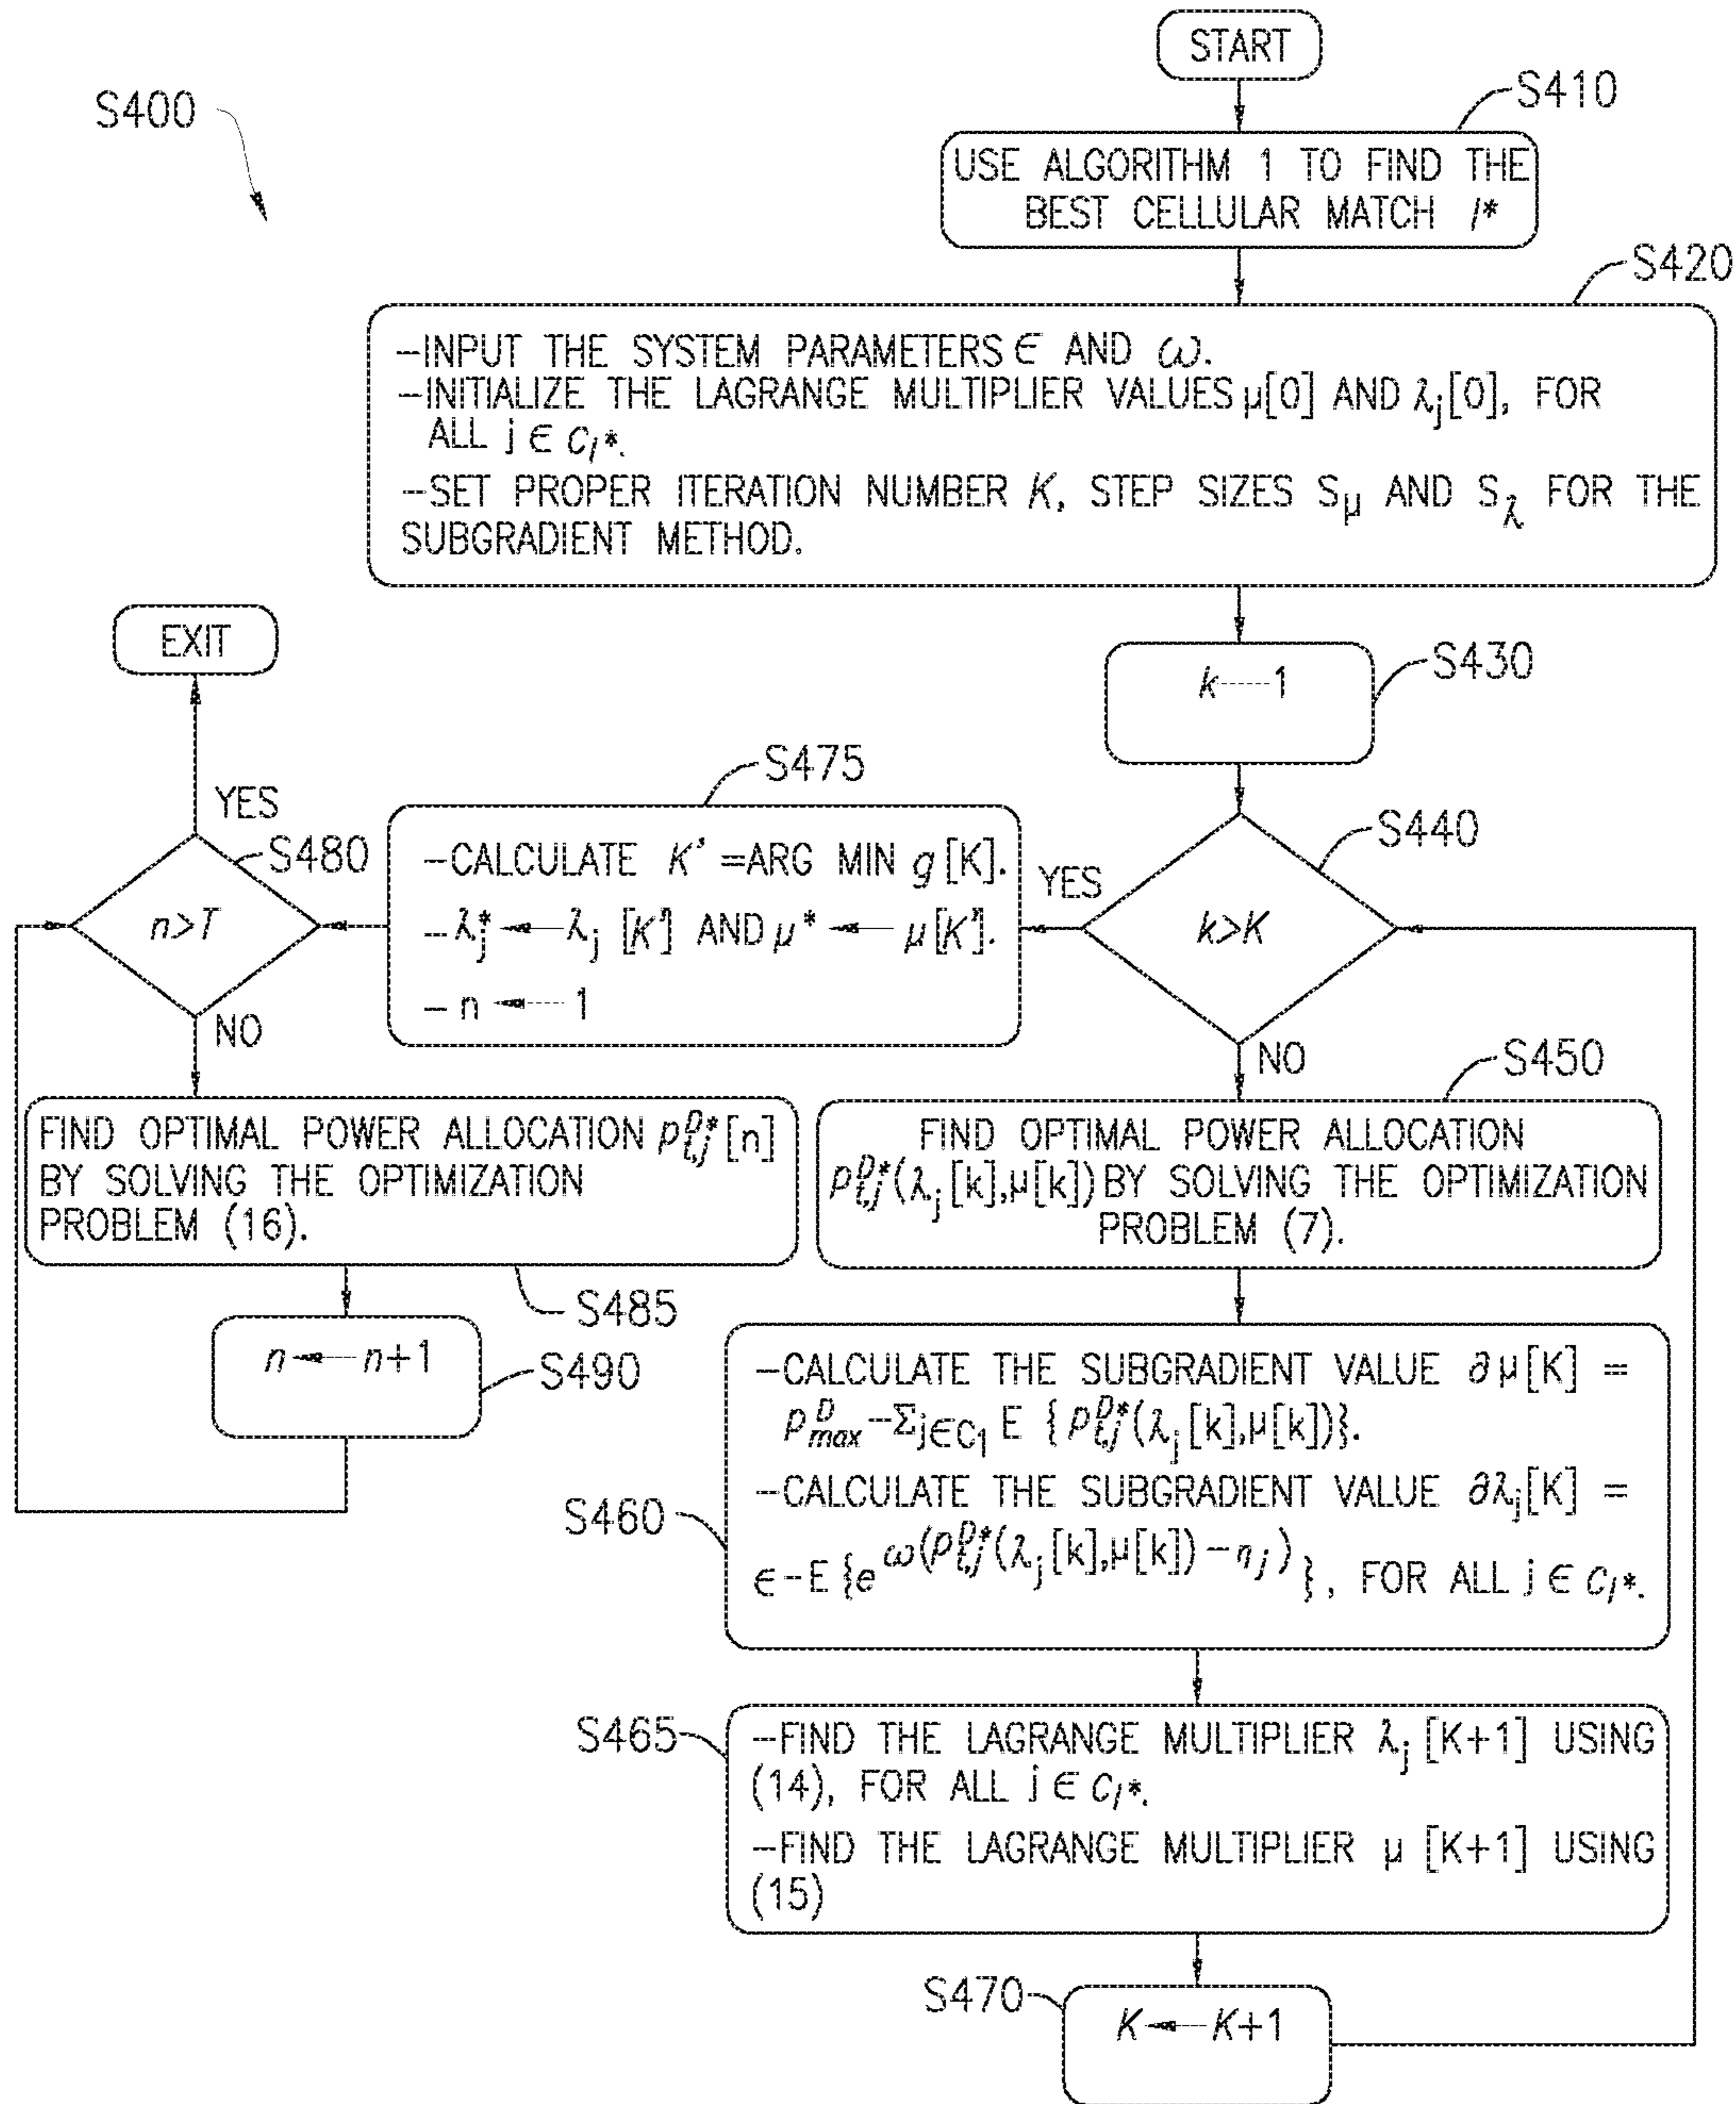 START
S400
S410
USE ALGORITHM 1 TO FIND THE
BEST CELLULAR MATCH l*
S420
–INPUT THE SYSTEM PARAMETERS ∈ AND ω.
–INITIALIZE THE LAGRANGE MULTIPLIER VALUES μ[0] AND λj[0], FOR
ALL j ∈ Cl*.
–SET PROPER ITERATION NUMBER K, STEP SIZES Sμ AND Sλ FOR THE
SUBGRADIENT METHOD.
EXIT
S430
k----1
S475
YES
S480
–CALCULATE K' =ARG MIN g[K].
YES
S440
n>T
–λj* ← λj [K'] AND μ* ← μ[K'].
k>K
– n ← 1
NO
NO
S450
FIND OPTIMAL POWER ALLOCATION pℓ,jD*[n]
BY SOLVING THE OPTIMIZATION
PROBLEM (16).
FIND OPTIMAL POWER ALLOCATION
pℓ,jD*(λj[k],μ[k]) BY SOLVING THE OPTIMIZATION
PROBLEM (7).
S485
n ← n+1
S490
–CALCULATE THE SUBGRADIENT VALUE ∂μ[K] =
pDmax –Σj∈C1 E {pℓ,jD*(λj[k],μ[k])}.
–CALCULATE THE SUBGRADIENT VALUE ∂λj[K] =
S460
∈–E {e ω(pℓ,jD*(λj[k],μ[k]) –ηj) }, FOR ALL j ∈ Cl*.
S465
–FIND THE LAGRANGE MULTIPLIER λj [K+1] USING
(14), FOR ALL j ∈ Cl*.
–FIND THE LAGRANGE MULTIPLIER μ [K+1] USING
(15)
S470
K ← K+1